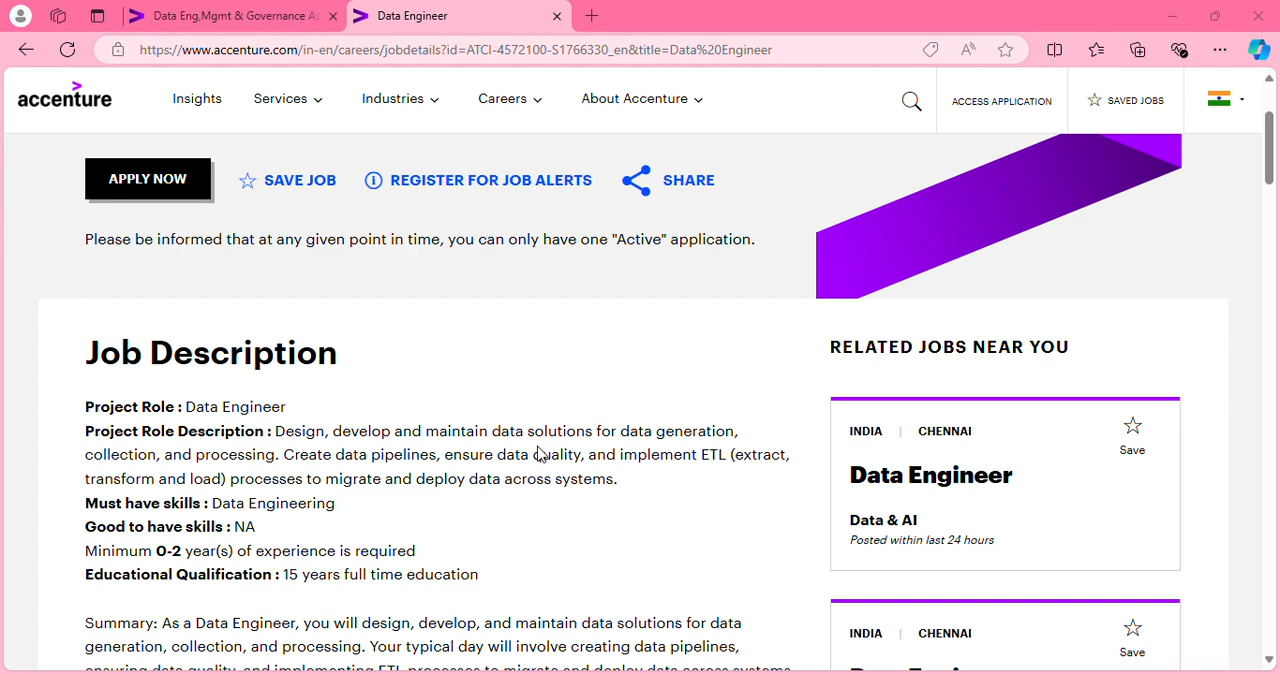 Data Eng,Mgmt & Governance As
Data Engineer
https://www.accenture.com/in-en/careers/jobdetails?id=ATCI-4572100-S1766330_en&title=Data%20Engineer
accenture
Insights
Services
Industries
Careers
About Accenture
ACCESS APPLICATION
SAVED JOBS
APPLY NOW
SAVE JOB
REGISTER FOR JOB ALERTS
SHARE
Please be informed that at any given point in time, you can only have one "Active" application.
Job Description
Project Role : Data Engineer
Project Role Description : Design, develop and maintain data solutions for data generation,
collection, and processing. Create data pipelines, ensure data quality, and implement ETL (extract,
transform and load) processes to migrate and deploy data across systems.
Must have skills : Data Engineering
Good to have skills : NA
Minimum 0-2 year(s) of experience is required
Educational Qualification : 15 years full time education
Summary: As a Data Engineer, you will design, develop, and maintain data solutions for data
generation, collection, and processing. Your typical day will involve creating data pipelines,
ensuring data quality, and implementing ETL processes to migrate and deploy data across systems.
RELATED JOBS NEAR YOU
INDIA | CHENNAI
Save
Data Engineer
Data & AI
Posted within last 24 hours
INDIA | CHENNAI
Save